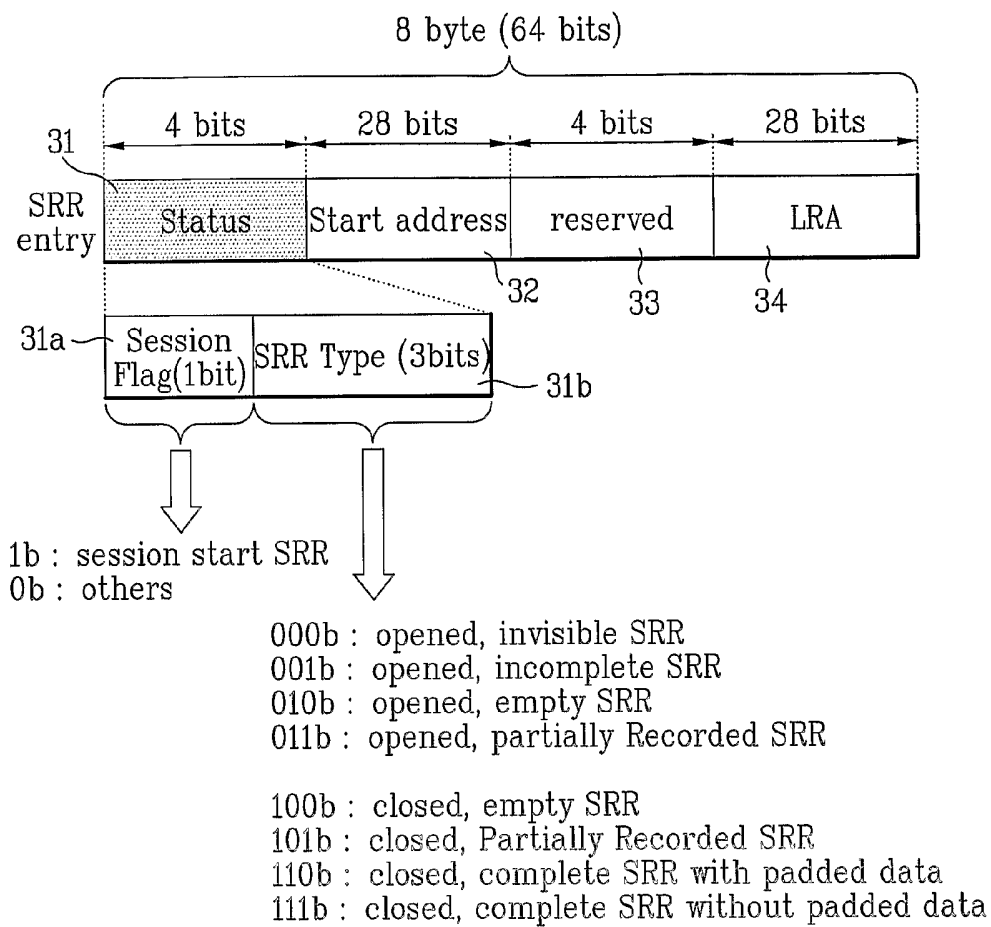 8 byte (64 bits)
4 bits 28 bits 4 bits 28 bits
31
SRR entry
Status Start address reserved LRA
32 33 34
31a
Session Flag(1bit)
SRR Type (3bits)
31b
1b : session start SRR
0b : others
000b : opened, invisible SRR
001b : opened, incomplete SRR
010b : opened, empty SRR
011b : opened, partially Recorded SRR
100b : closed, empty SRR
101b : closed, Partially Recorded SRR
110b : closed, complete SRR with padded data
111b : closed, complete SRR without padded data